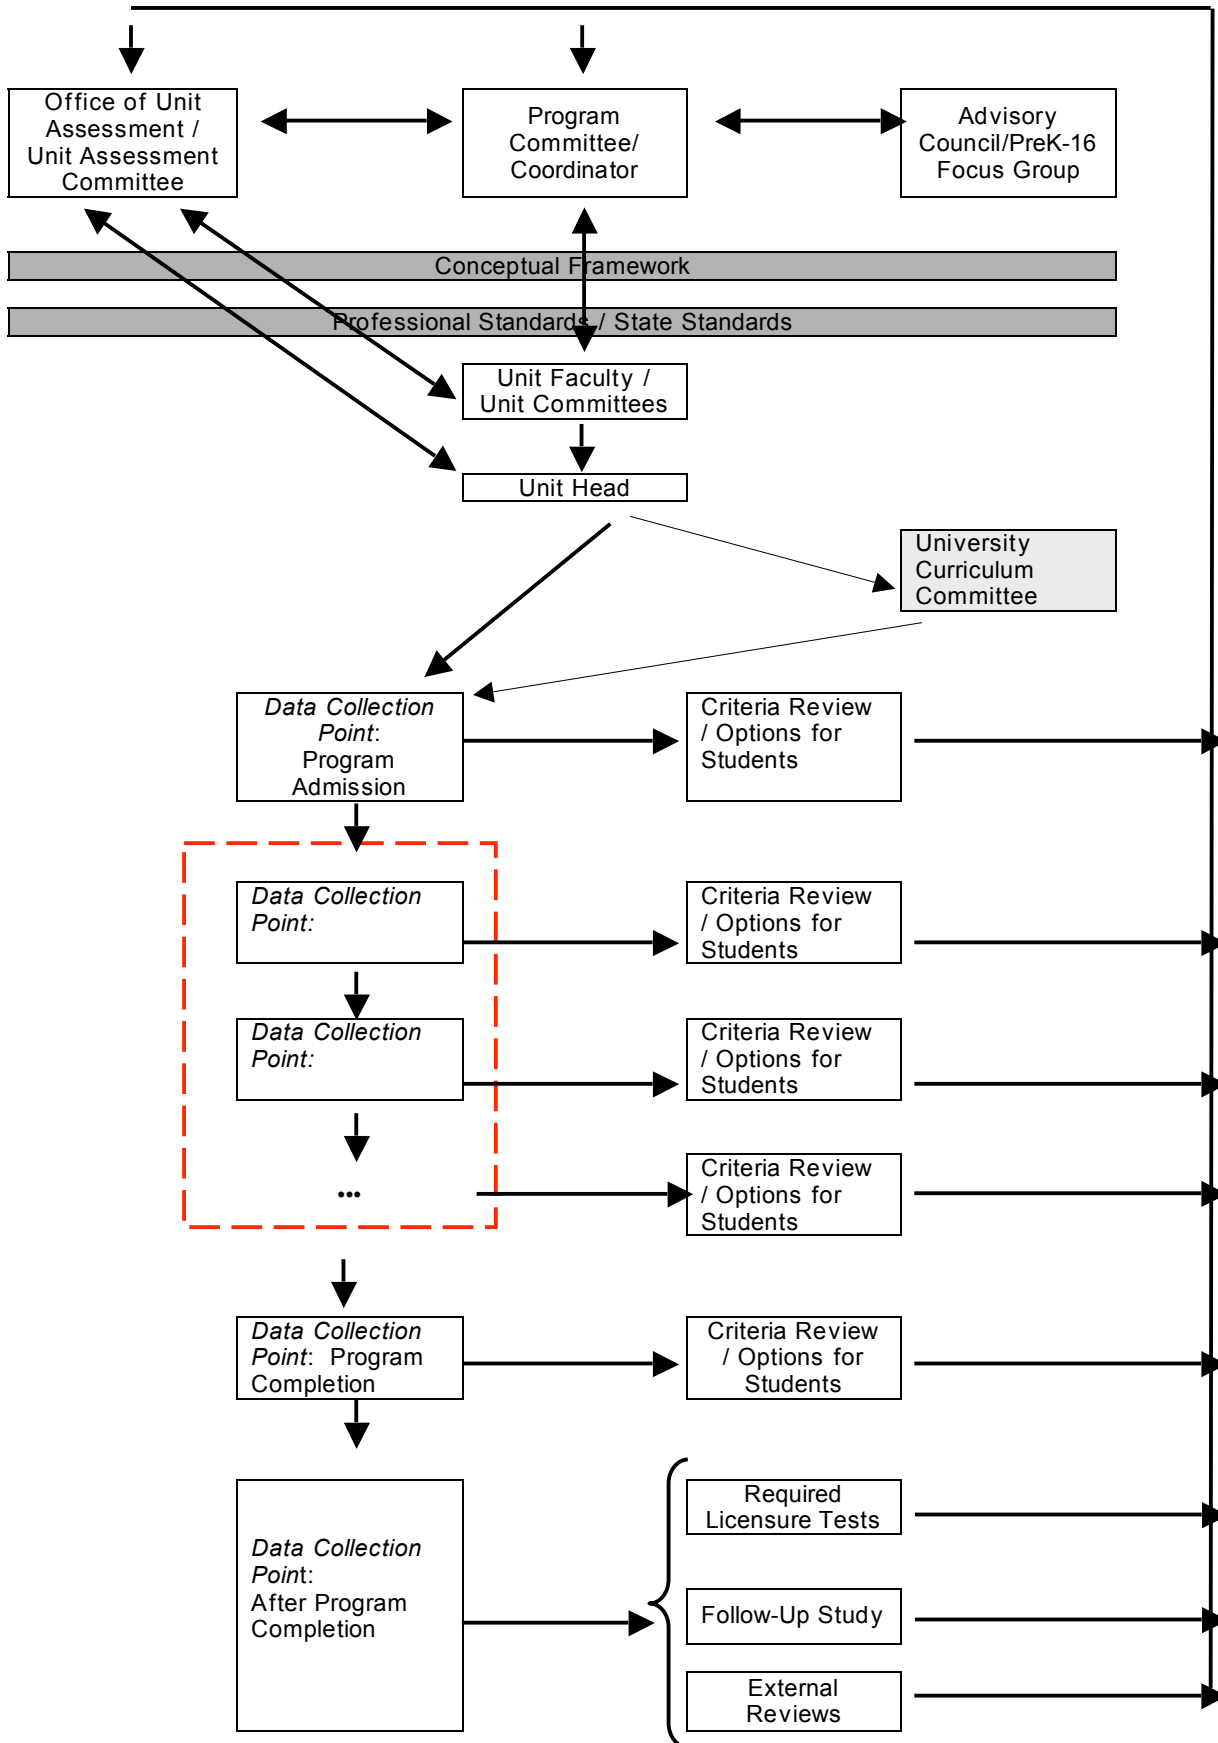 Office of Unit
Assessment /
Unit Assessment
Committee
Program
Committee/
Coordinator
Advisory
Council/PreK-16
Focus Group
Conceptual Framework
Professional Standards / State Standards
Unit Faculty /
Unit Committees
Unit Head
University
Curriculum
Committee
Data Collection
Point:
Program
Admission
Criteria Review
/ Options for
Students
Data Collection
Point:
Criteria Review
/ Options for
Students
Data Collection
Point:
Criteria Review
/ Options for
Students
...
Criteria Review
/ Options for
Students
Data Collection
Point: Program
Completion
Criteria Review
/ Options for
Students
Data Collection
Point:
After Program
Completion
Required
Licensure Tests
Follow-Up Study
External
Reviews